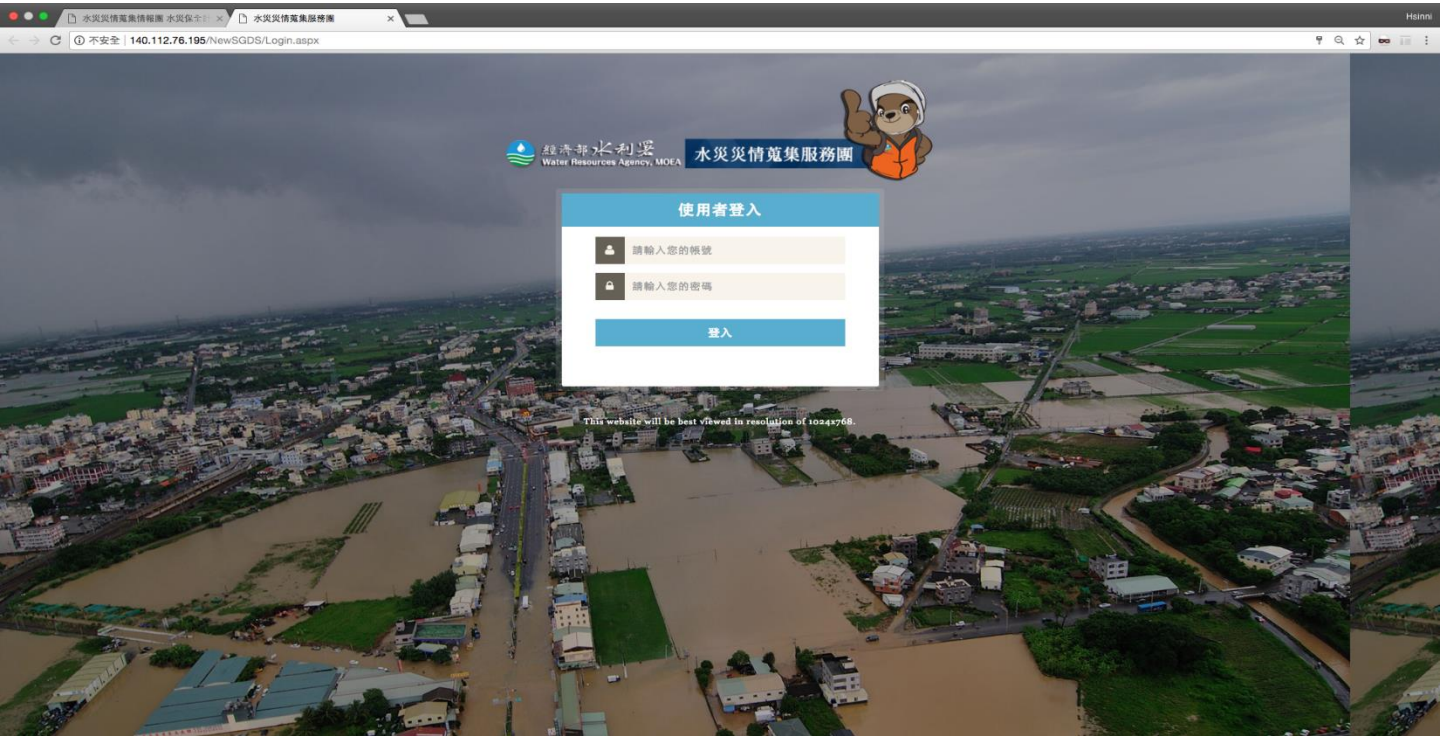 水災災情蒐集情報團 水災保全
水災災情蒐集服務團
Hsinni
不安全 | 140.112.76.195/NewSGDS/Login.aspx
經濟部水利署
Water Resources Agency, MOEA
水災災情蒐集服務團
使用者登入
請輸入您的帳號
請輸入您的密碼
登入
This website will be best viewed in resolution of 1024x768.